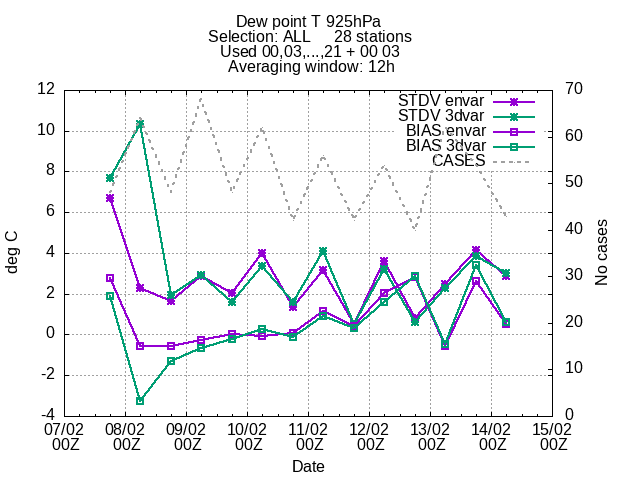 Dew point T 925hPa
Selection: ALL 28 stations
Used 00,03,...,21 + 00 03
Averaging window: 12h
12
10
8
6
4
2
0
-2
-4
70
60
50
40
30
20
10
0
deg C
No cases
STDV envar
STDV 3dvar
BIAS envar
BIAS 3dvar
CASES
07/02 08/02 09/02 10/02 11/02 12/02 13/02 14/02 15/02
00Z 00Z 00Z 00Z 00Z 00Z 00Z 00Z 00Z
Date